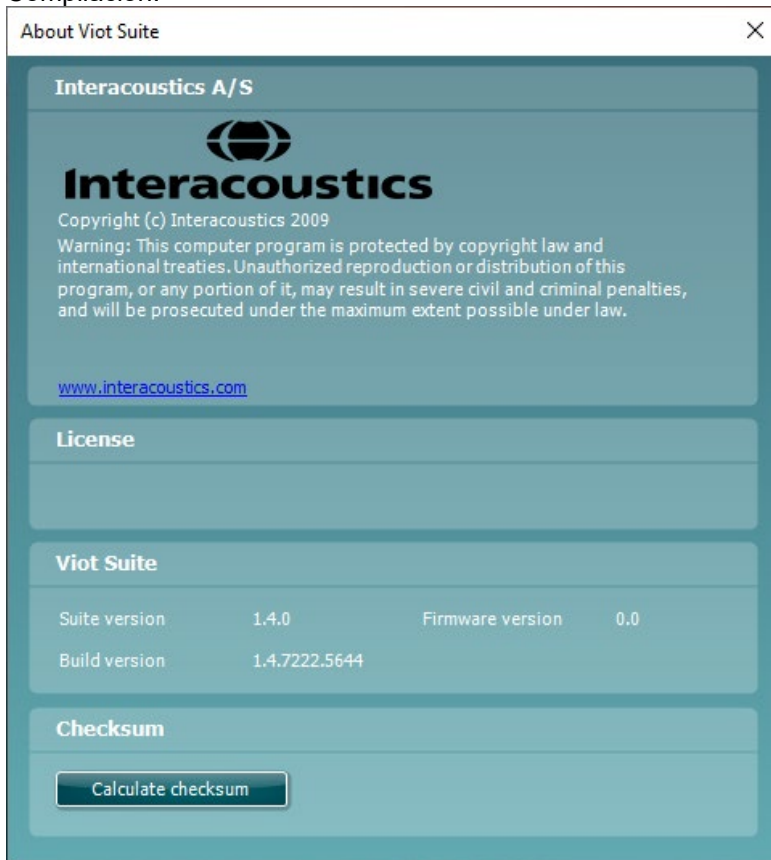 About Viot Suite
Interacoustics A/S
Interacoustics
Copyright (c) Interacoustics 2009
Warning: This computer program is protected by copyright law and
international treaties. Unauthorized reproduction or distribution of this
program, or any portion of it, may result in severe civil and criminal penalties,
and will be prosecuted under the maximum extent possible under law.
www.interacoustics.com
License
Viot Suite
Suite version 1.4.0 Firmware version 0.0
Build version 1.4.7222.5644
Checksum
Calculate checksum